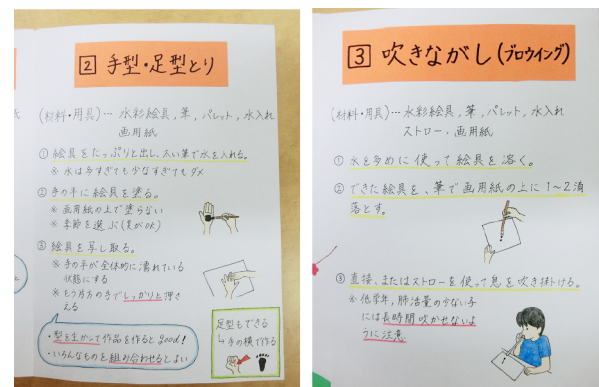 ② 手型・足型とり
(材料・用具)… 水彩絵具, 筆, パレット, 水入れ
画用紙
① 絵具をたっぷりと出し、太い筆で水を入れる。
※ 水は多すぎても少なすぎてもダメ
② 手の平に絵具を塗る。
※ 画用紙の上で塗らない
※ 季節を選ぶ(夏がOK)
③ 絵具を写し取る。
※ 手の平が全体的に濡れている
状態にする
※ もう片方の手でしっかりと押さ
える
・型を生かして作品を作るとgood!
・いろんなものを組み合わせるとよい
足型もできる
↳手の横で作る
③ 吹きながし(ブロウイング)
(材料・用具)… 水彩絵具, 筆, パレット, 水入れ
ストロー, 画用紙
① 水を多めに使って絵具を溶く。
② できた絵具を、筆で画用紙の上に1〜2滴
落とす。
③ 直接、またはストローを使って息を吹き掛ける。
※ 低学年, 肺活量の少ない子
には長時間吹かせないよ
うに注意